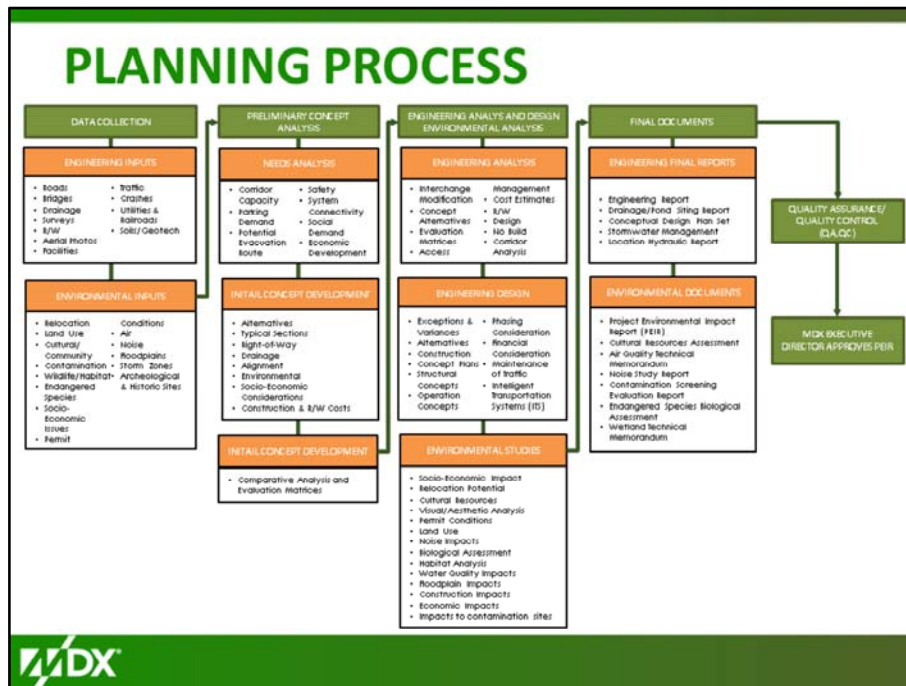 PLANNING PROCESS
DATA COLLECTION
ENGINEERING INPUTS
• Roads
• Bridges
• Drainage
• Surveys
• R/W
• Aerial Photos
• Facilities
• Traffic
• Crashes
• Utilities &
Railroads
• Soils/Geotech
ENVIRONMENTAL INPUTS
• Relocation
• Land Use
• Cultural/
Community
• Contamination
• Wildlife/Habitat
• Endangered
Species
• Socio-
Economic
Issues
• Permit
Conditions
• Air
• Noise
• Floodplains
• Storm Zones
• Archeological
& Historic Sites
PRELIMINARY CONCEPT
ANALYSIS
NEEDS ANALYSIS
• Corridor
Capacity
• Parking
Demand
• Potential
Evacuation
Route
• Safety
• System
Connectivity
• Social
Demand
• Economic
Development
INITAIL CONCEPT DEVELOPMENT
• Alternatives
• Typical Sections
• Right-of-Way
• Drainage
• Alignment
• Environmental
• Socio-Economic
Considerations
• Construction & R/W Costs
INITAIL CONCEPT DEVELOPMENT
• Comparative Analysis and
Evaluation Matrices
ENGINEERING ANALYS AND DESIGN
ENVIRONMENTAL ANALYSIS
ENGINEERING ANALYSIS
• Interchange
Modification
• Concept
Alternatives
• Evaluation
Matrices
• Access
Management
• Cost Estimates
• R/W
• Design
• No Build
• Corridor
Analysis
ENGINEERING DESIGN
• Exceptions &
Variances
• Alternatives
• Construction
• Concept Plans
• Structural
Concepts
• Operation
Concepts
• Phasing
Consideration
• Financial
Consideration
• Maintenance
of Traffic
• Intelligent
Transportation
Systems (ITS)
ENVIRONMENTAL STUDIES
• Socio-Economic Impact
• Relocation Potential
• Cultural Resources
• Visual/Aesthetic Analysis
• Permit Conditions
• Land Use
• Noise Impacts
• Biological Assessment
• Habitat Analysis
• Water Quality Impacts
• Floodplain Impacts
• Construction Impacts
• Economic Impacts
• Impacts to contamination sites
FINAL DOCUMENTS
ENGINEERING FINAL REPORTS
• Engineering Report
• Drainage/Pond Siting Report
• Conceptual Design Plan Set
• Stormwater Management
• Location Hydraulic Report
ENVIRONMENTAL DOCUMENTS
• Project Environmental Impact
Report (PEIR)
• Cultural Resources Assessment
• Air Quality Technical
Memorandum
• Noise Study Report
• Contamination Screening
Evaluation Report
• Endangered Species Biological
Assessment
• Wetland Technical
Memorandum
QUALITY ASSURANCE/
QUALITY CONTROL
(QA,QC)
MDX EXECUTIVE
DIRECTOR APPROVES PEIR
MDX®